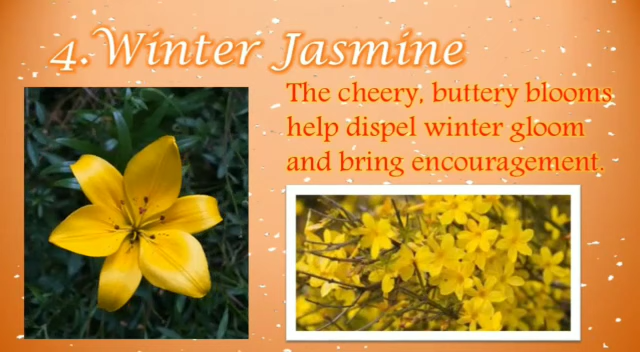 4. Winter Jasmine
The cheery, buttery blooms
help dispel winter gloom
and bring encouragement.